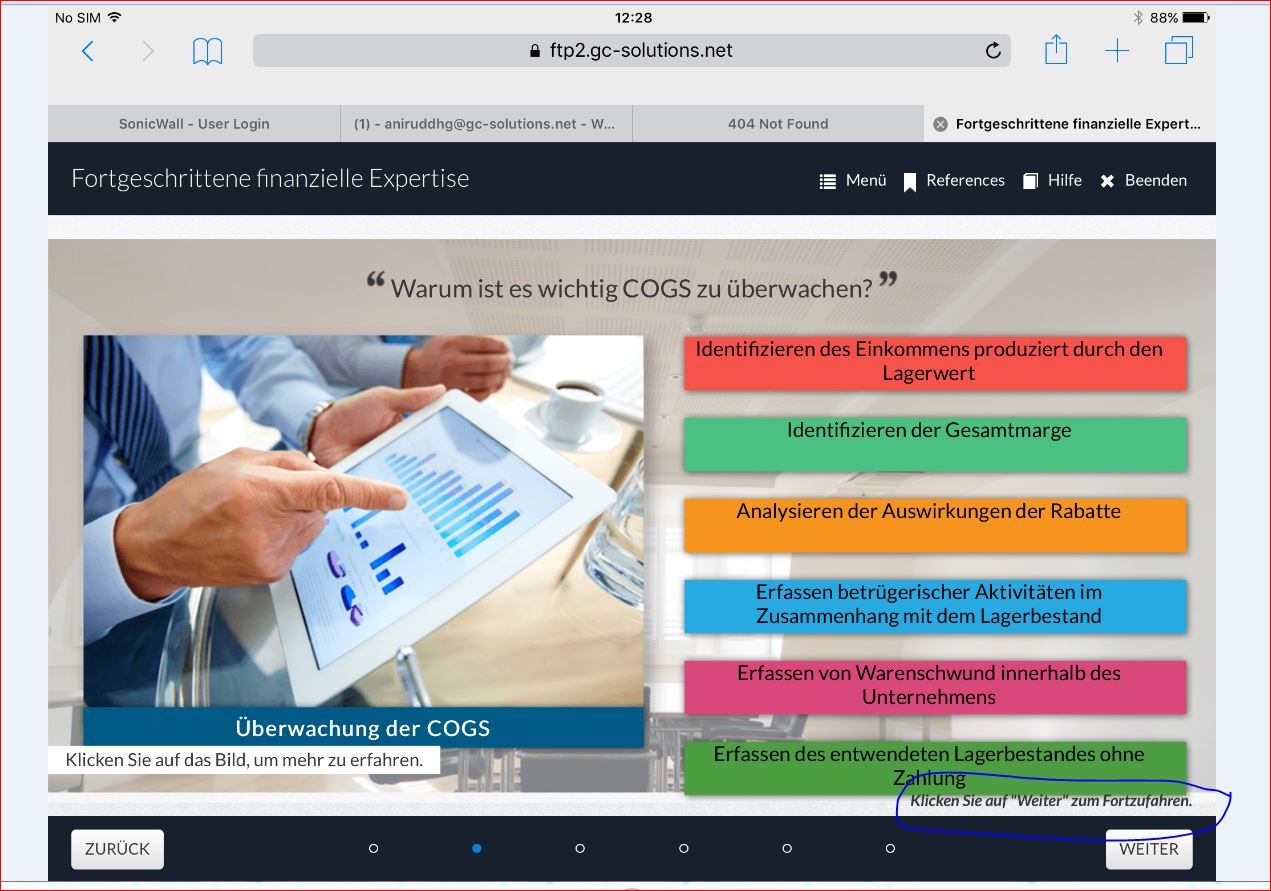 No SIM
12:28
88%
ftp2.gc-solutions.net
SonicWall - User Login
(1) - aniruddhg@gc-solutions.net - W...
404 Not Found
Fortgeschrittene finanzielle Expert...
Fortgeschrittene finanzielle Expertise
Menü
References
Hilfe
Beenden
“ Warum ist es wichtig COGS zu überwachen? ”
Identifizieren des Einkommens produziert durch den
Lagerwert
Identifizieren der Gesamtmarge
Analysieren der Auswirkungen der Rabatte
Erfassen betrügerischer Aktivitäten im
Zusammenhang mit dem Lagerbestand
Erfassen von Warenschwund innerhalb des
Unternehmens
Erfassen des entwendeten Lagerbestandes ohne
Zahlung
Überwachung der COGS
Klicken Sie auf das Bild, um mehr zu erfahren.
Klicken Sie auf "Weiter" zum Fortzufahren.
ZURÜCK
WEITER